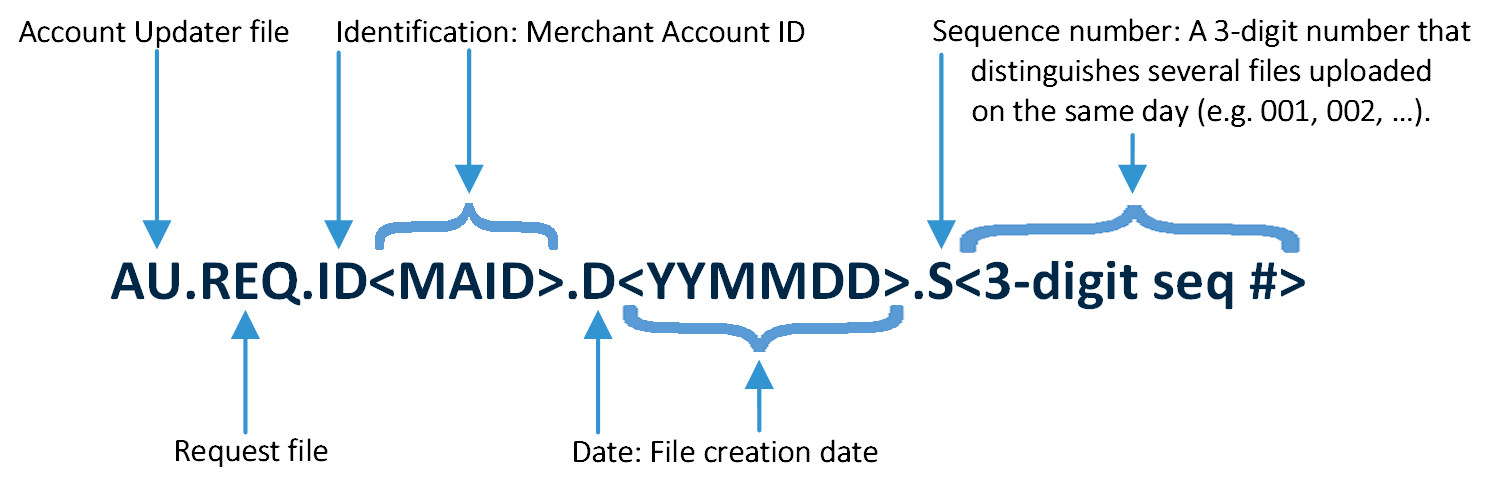 Account Updater file
Identification: Merchant Account ID
Sequence number: A 3-digit number that
distinguishes several files uploaded
on the same day (e.g. 001, 002, ...).
AU.REQ.ID<MAID>.D<YYMMDD>.S<3-digit seq #>
Request file
Date: File creation date